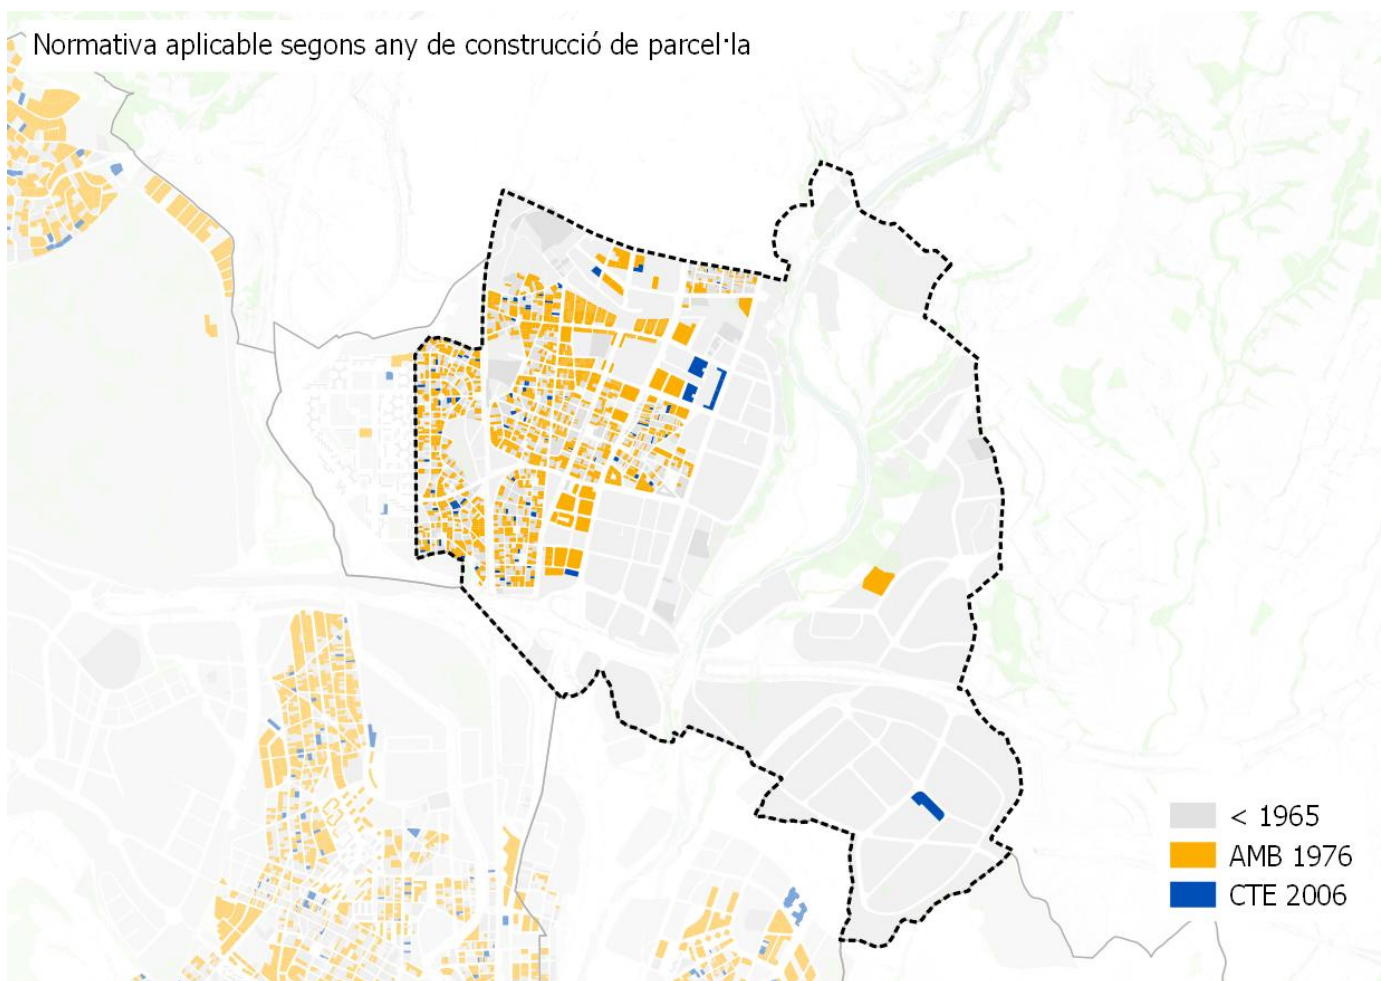 Normativa aplicable segons any de construcció de parcel·la
< 1965
AMB 1976
CTE 2006